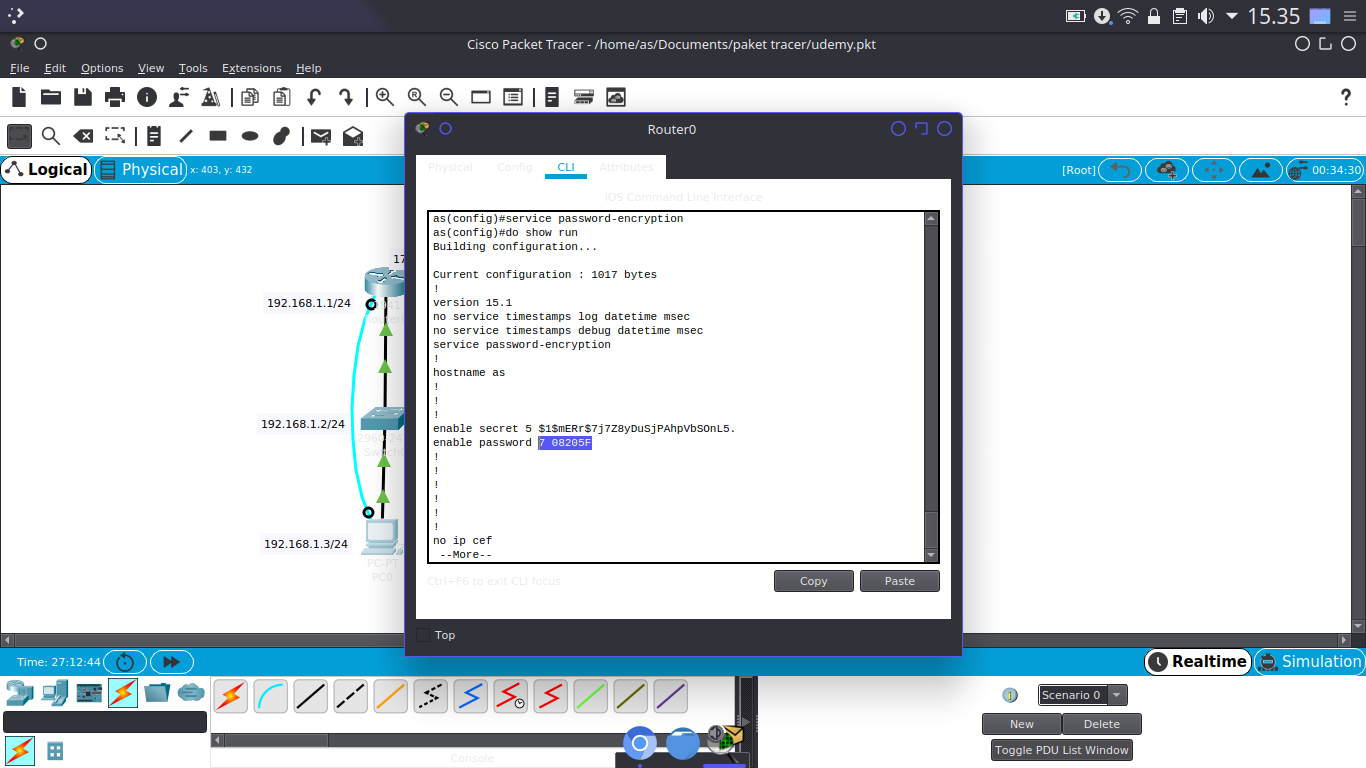 15.35
Cisco Packet Tracer - /home/as/Documents/paket tracer/udemy.pkt
File Edit Options View Tools Extensions Help
?
Router0
Logical Physical x: 403, y: 432
[Root] 00:34:30
Physical Config CLI Attributes
IOS Command Line Interface
as(config)#service password-encryption
as(config)#do show run
Building configuration...
Current configuration : 1017 bytes
!
version 15.1
no service timestamps log datetime msec
no service timestamps debug datetime msec
service password-encryption
!
hostname as
!
!
!
enable secret 5 $1$mERr$7j7Z8yDuSjPAhpVbSOnL5.
enable password 7 08205F
!
!
!
!
!
!
no ip cef
--More--
Ctrl+F6 to exit CLI focus
Copy Paste
Top
17
192.168.1.1/24
192.168.1.2/24
192.168.1.3/24
PC-PT
PC0
Time: 27:12:44
Realtime Simulation
Scenario 0
New Delete
Toggle PDU List Window
Console